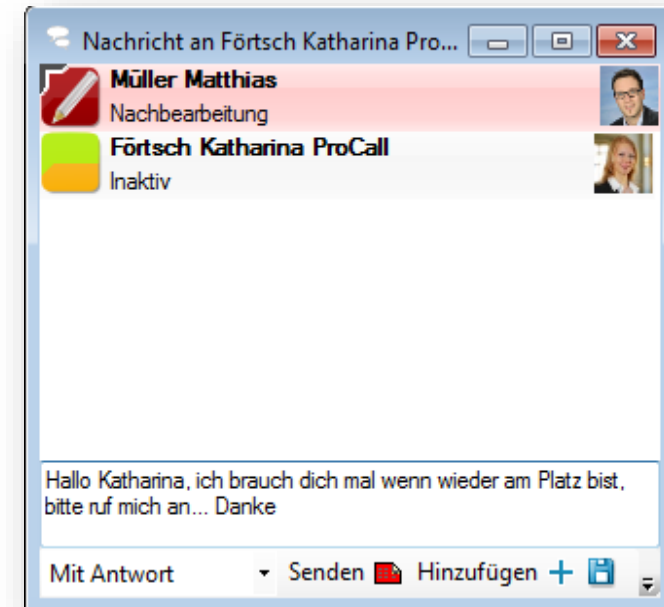 Nachricht an Förtsch Katharina Pro...
Müller Matthias
Nachbearbeitung
Förtsch Katharina ProCall
Inaktiv
Hallo Katharina, ich brauch dich mal wenn wieder am Platz bist,
bitte ruf mich an... Danke
Mit Antwort Senden Hinzufügen